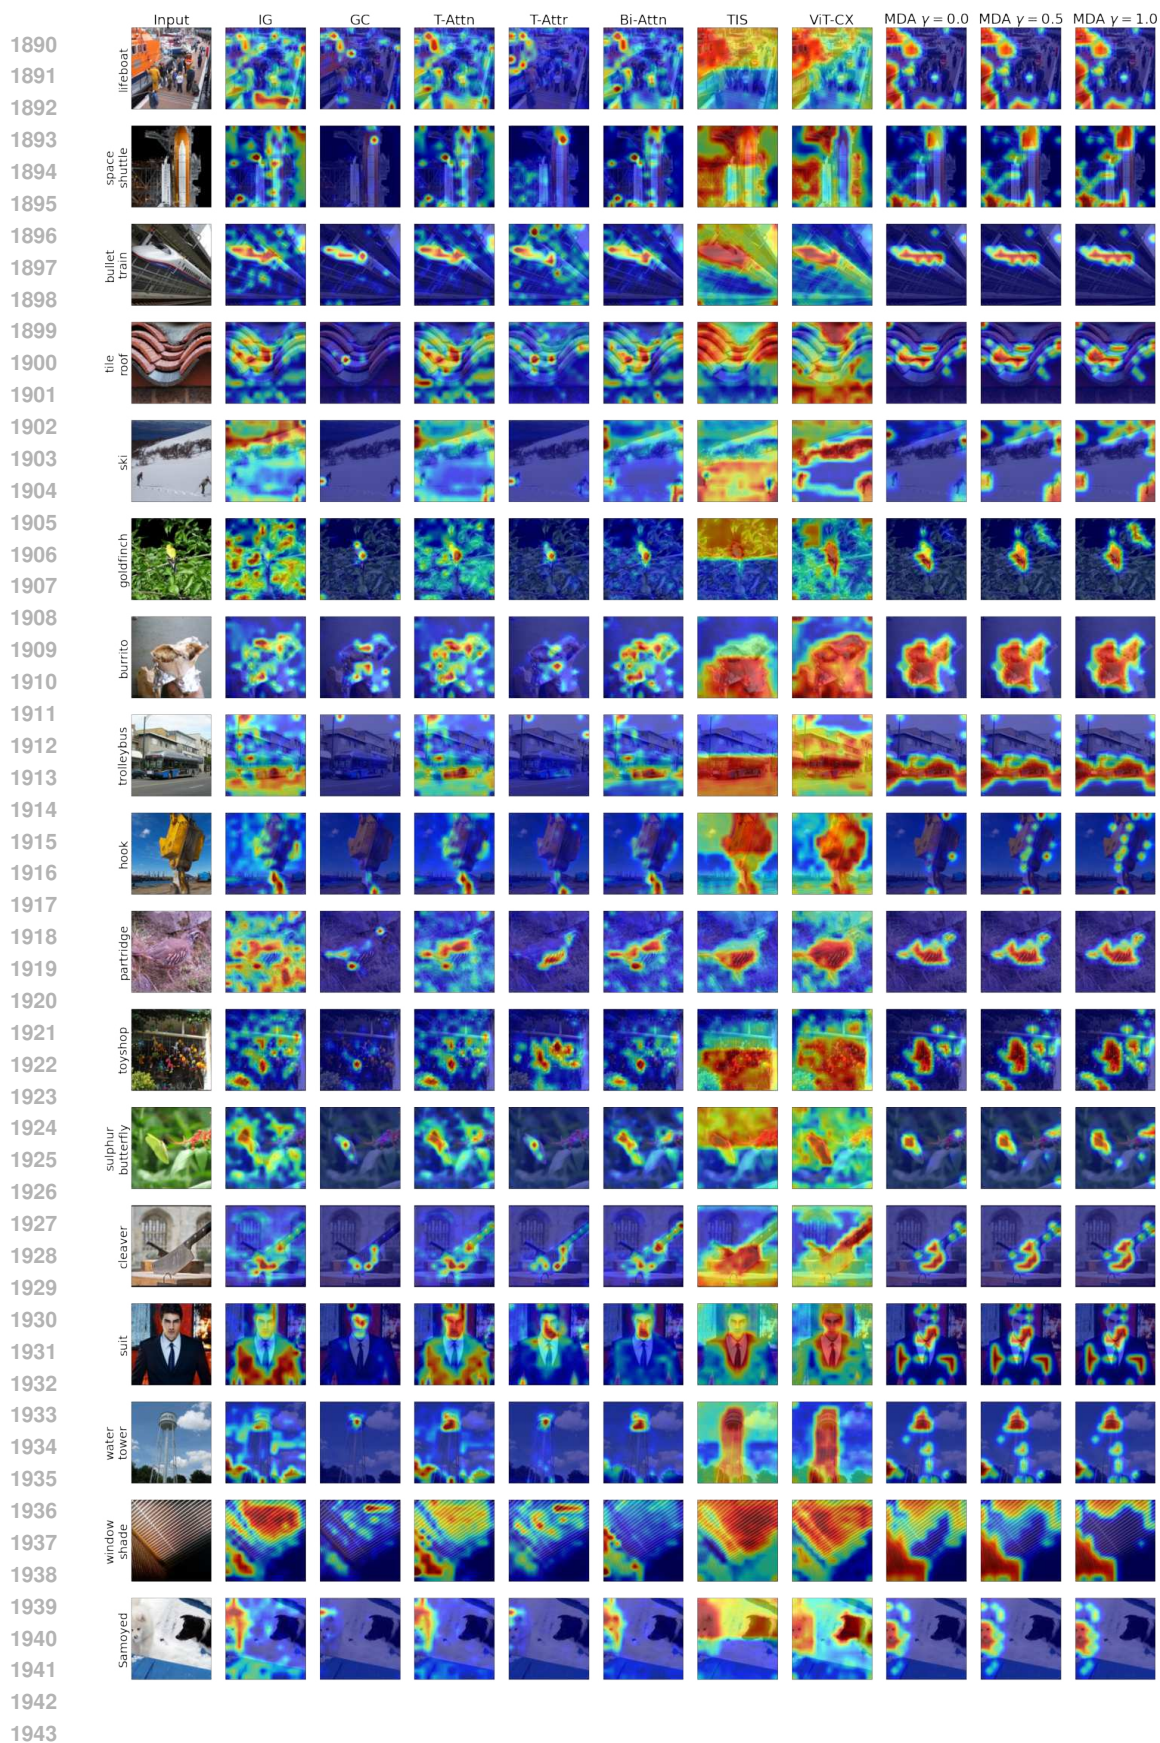 Input IG GC T-Attn T-Attr Bi-Attn TIS ViT-CX MDA γ = 0.0 MDA γ = 0.5 MDA γ = 1.0
1890
1891
1892
lifeboat
1893
1894
1895
space
shuttle
1896
1897
1898
bullet
train
1899
1900
1901
tile
roof
1902
1903
1904
ski
1905
1906
1907
goldfinch
1908
1909
1910
burrito
1911
1912
1913
trolleybus
1914
1915
1916
hook
1917
1918
1919
partridge
1920
1921
1922
toyshop
1923
1924
1925
sulphur
butterfly
1926
1927
1928
cleaver
1929
1930
1931
suit
1932
1933
1934
water
tower
1935
1936
1937
window
shade
1938
1939
1940
Samoyed
1941
1942
1943